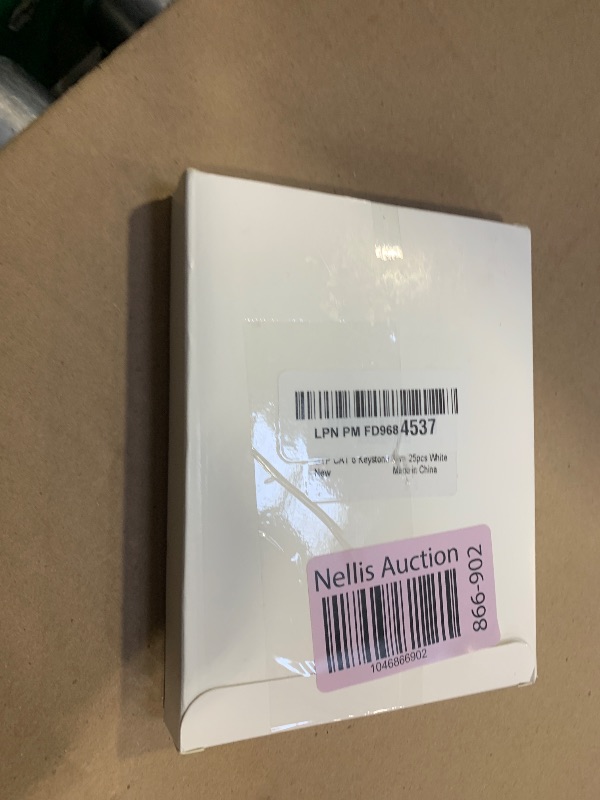 LPN PM FD9684537
CAT 6 Keystone 25pcs White
New Made in China
Nellis Auction
866-902
1046866902